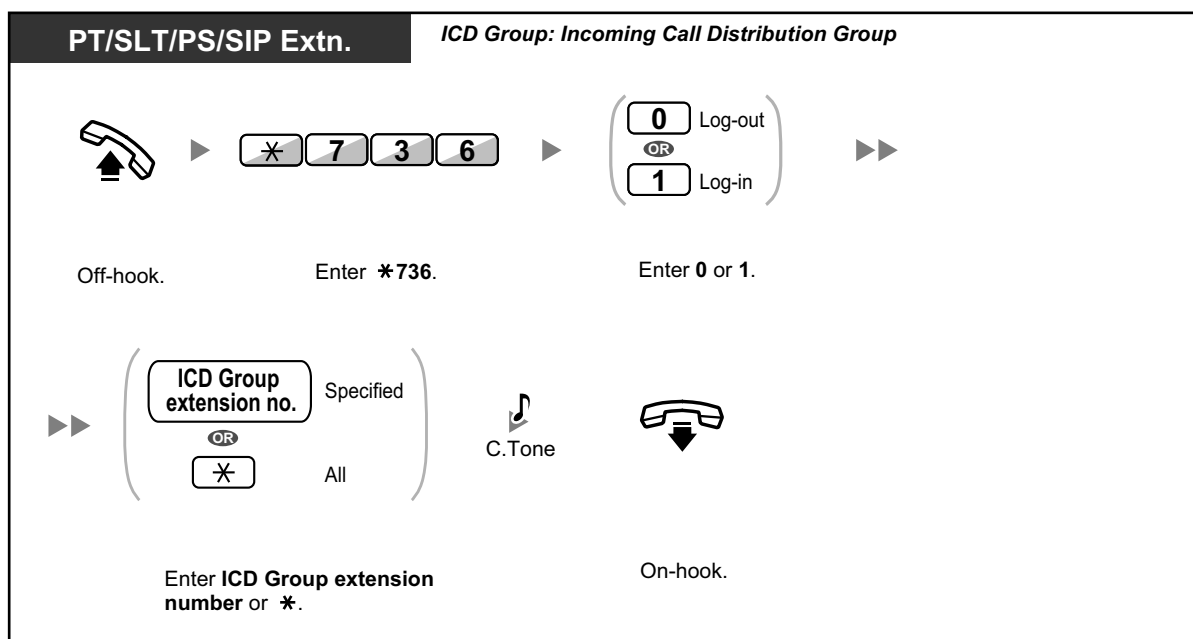 PT/SLT/PS/SIP Extn.
ICD Group: Incoming Call Distribution Group
* 7 3 6
0 Log-out
OR
1 Log-in
Off-hook.
Enter *736.
Enter 0 or 1.
ICD Group
extension no. Specified
OR
* All
C.Tone
Enter ICD Group extension
number or *.
On-hook.